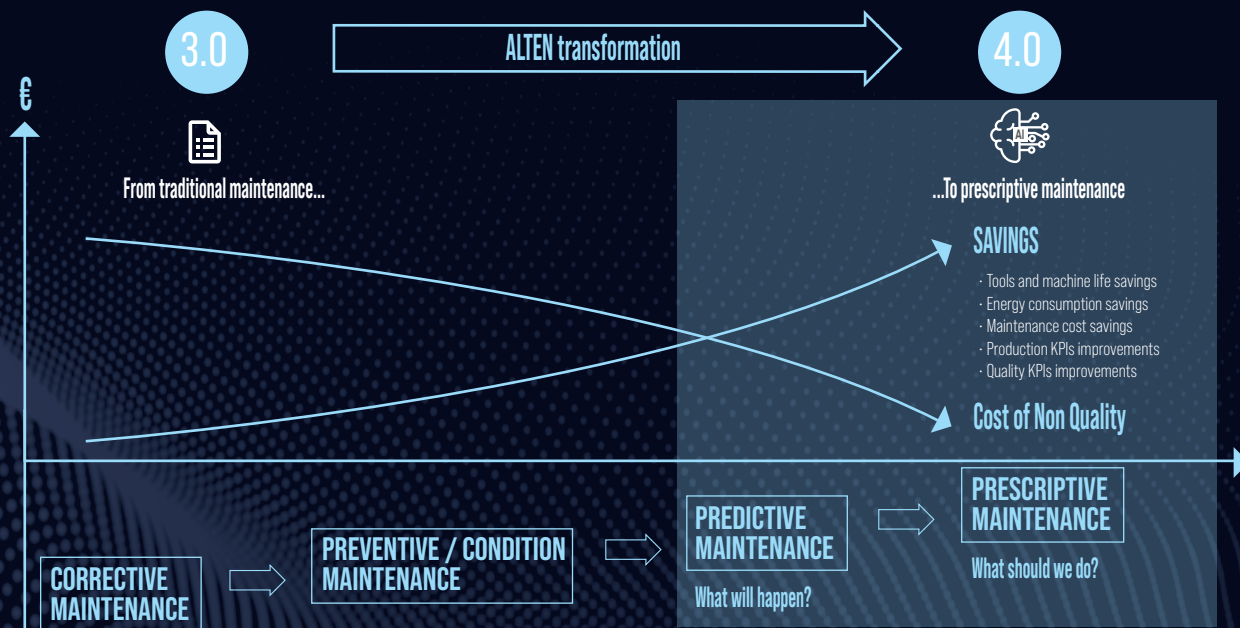 3.0
ALTEN transformation
4.0
€
AI
From traditional maintenance...
...To prescriptive maintenance
SAVINGS
· Tools and machine life savings
· Energy consumption savings
· Maintenance cost savings
· Production KPIs improvements
· Quality KPIs improvements
Cost of Non Quality
CORRECTIVE
MAINTENANCE
PREVENTIVE / CONDITION
MAINTENANCE
PREDICTIVE
MAINTENANCE
What will happen?
PRESCRIPTIVE
MAINTENANCE
What should we do?